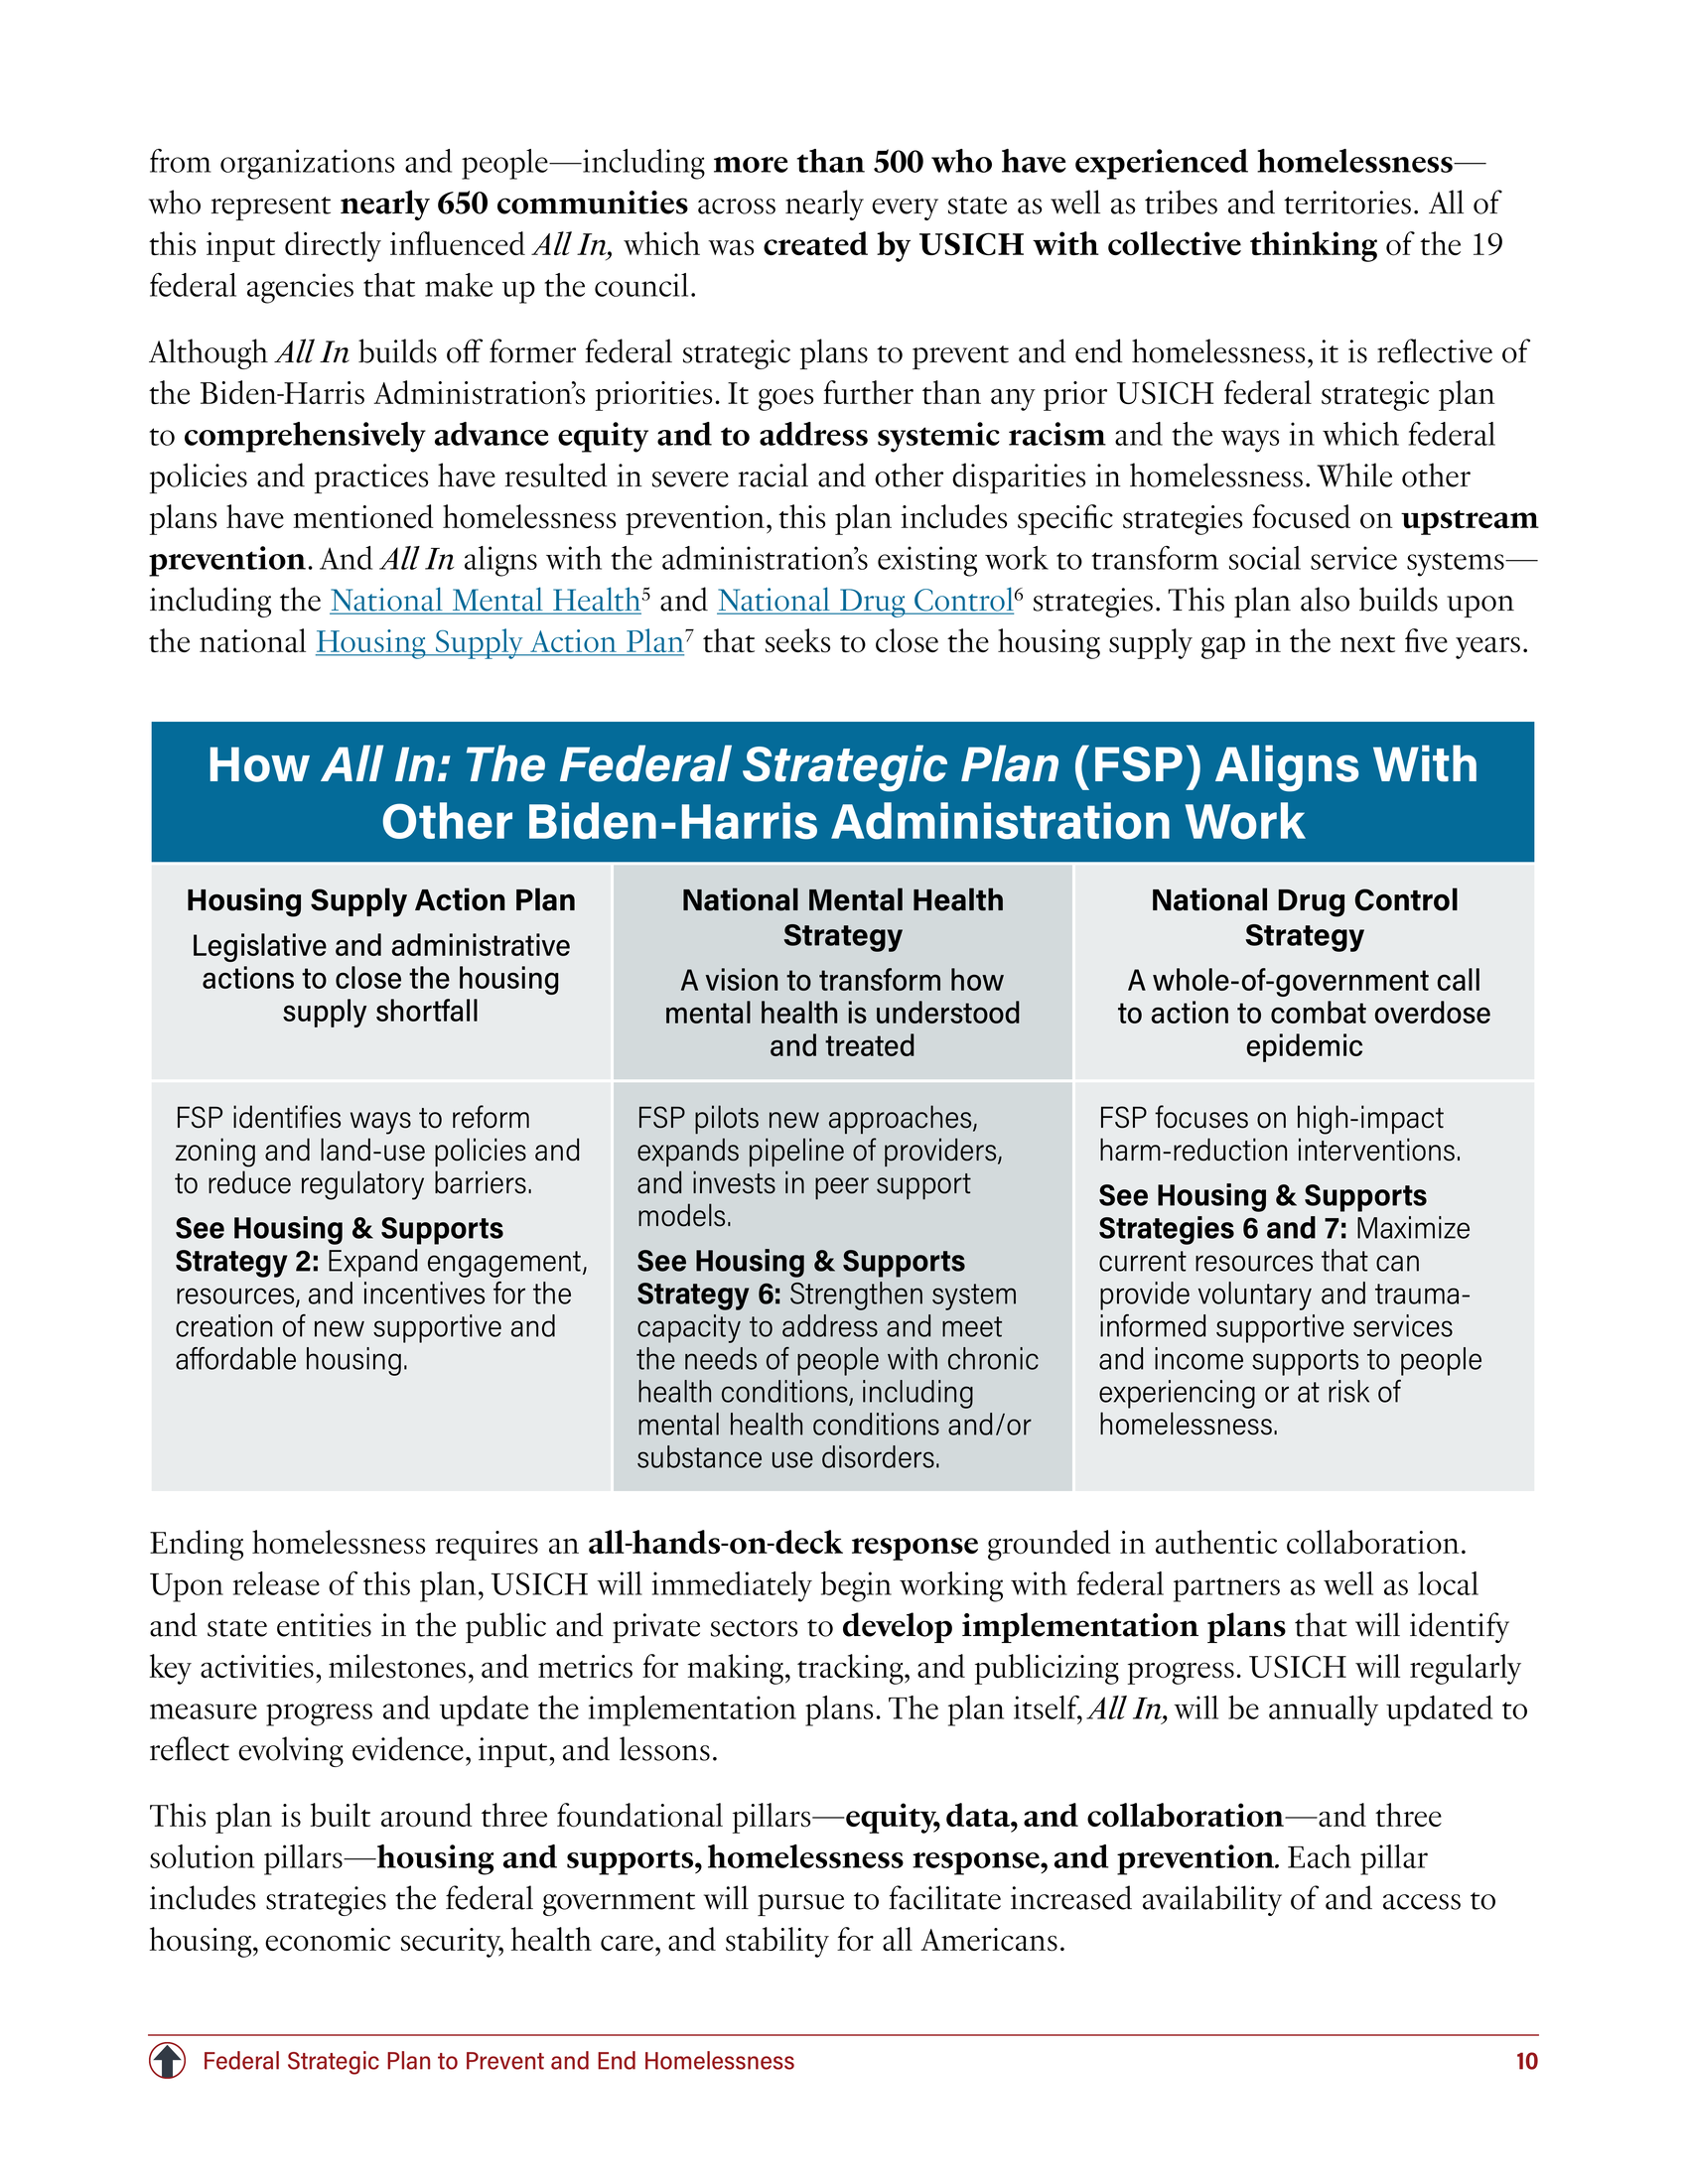 from organizations and people—including more than 500 who have experienced homelessness—
who represent nearly 650 communities across nearly every state as well as tribes and territories. All of
this input directly influenced All In, which was created by USICH with collective thinking of the 19
federal agencies that make up the council.
Although All In builds off former federal strategic plans to prevent and end homelessness, it is reflective of
the Biden-Harris Administration’s priorities. It goes further than any prior USICH federal strategic plan
to comprehensively advance equity and to address systemic racism and the ways in which federal
policies and practices have resulted in severe racial and other disparities in homelessness. While other
plans have mentioned homelessness prevention, this plan includes specific strategies focused on upstream
prevention. And All In aligns with the administration’s existing work to transform social service systems—
including the National Mental Health⁵ and National Drug Control⁶ strategies. This plan also builds upon
the national Housing Supply Action Plan⁷ that seeks to close the housing supply gap in the next five years.
How All In: The Federal Strategic Plan (FSP) Aligns With
Other Biden-Harris Administration Work
Housing Supply Action Plan
Legislative and administrative
actions to close the housing
supply shortfall
National Mental Health
Strategy
A vision to transform how
mental health is understood
and treated
National Drug Control
Strategy
A whole-of-government call
to action to combat overdose
epidemic
FSP identifies ways to reform
zoning and land-use policies and
to reduce regulatory barriers.
See Housing & Supports
Strategy 2: Expand engagement,
resources, and incentives for the
creation of new supportive and
affordable housing.
FSP pilots new approaches,
expands pipeline of providers,
and invests in peer support
models.
See Housing & Supports
Strategy 6: Strengthen system
capacity to address and meet
the needs of people with chronic
health conditions, including
mental health conditions and/or
substance use disorders.
FSP focuses on high-impact
harm-reduction interventions.
See Housing & Supports
Strategies 6 and 7: Maximize
current resources that can
provide voluntary and trauma-
informed supportive services
and income supports to people
experiencing or at risk of
homelessness.
Ending homelessness requires an all-hands-on-deck response grounded in authentic collaboration.
Upon release of this plan, USICH will immediately begin working with federal partners as well as local
and state entities in the public and private sectors to develop implementation plans that will identify
key activities, milestones, and metrics for making, tracking, and publicizing progress. USICH will regularly
measure progress and update the implementation plans. The plan itself, All In, will be annually updated to
reflect evolving evidence, input, and lessons.
This plan is built around three foundational pillars—equity, data, and collaboration—and three
solution pillars—housing and supports, homelessness response, and prevention. Each pillar
includes strategies the federal government will pursue to facilitate increased availability of and access to
housing, economic security, health care, and stability for all Americans.
Federal Strategic Plan to Prevent and End Homelessness
10